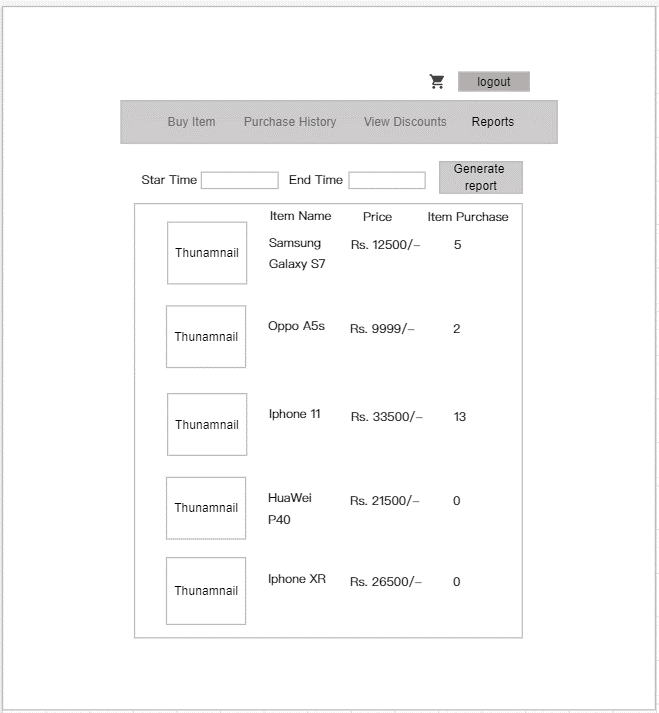 logout
Buy Item Purchase History View Discounts Reports
Star Time End Time Generate
report
Item Name Price Item Purchase
Thunamnail Samsung Rs. 12500/– 5
Galaxy S7
Thunamnail Oppo A5s Rs. 9999/– 2
Thunamnail Iphone 11 Rs. 33500/– 13
Thunamnail HuaWei Rs. 21500/– 0
P40
Thunamnail Iphone XR Rs. 26500/– 0